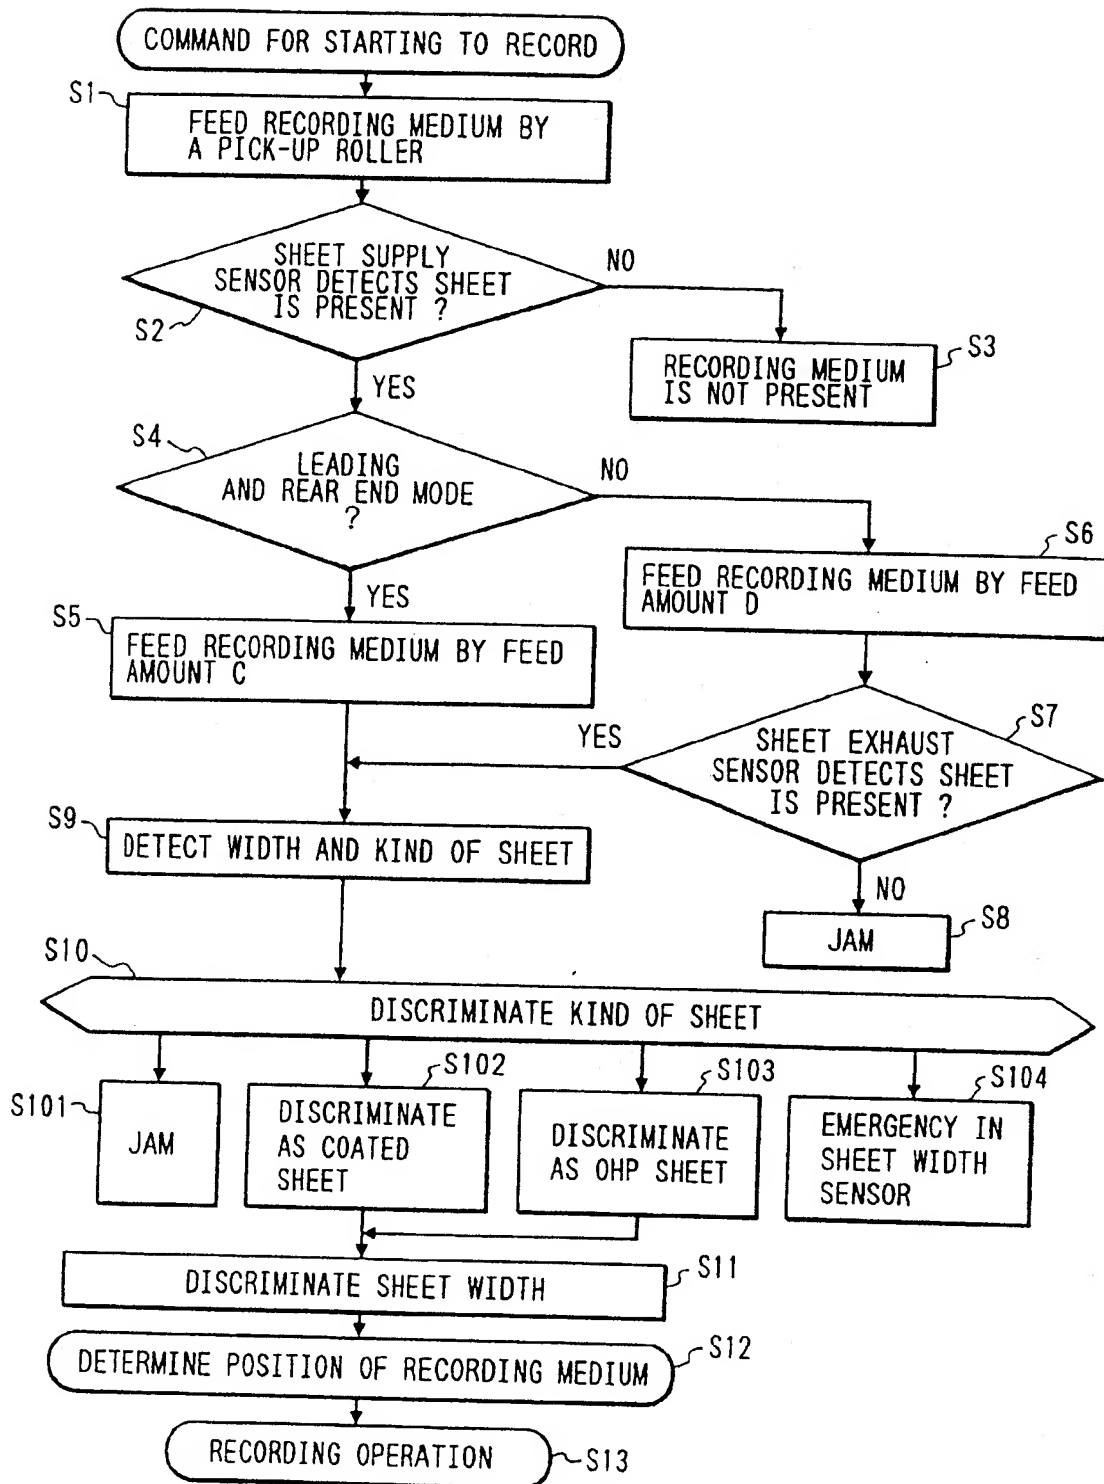 COMMAND FOR STARTING TO RECORD
S1
FEED RECORDING MEDIUM BY
A PICK-UP ROLLER
SHEET SUPPLY
SENSOR DETECTS SHEET
IS PRESENT ?
NO
S2
S3
RECORDING MEDIUM
IS NOT PRESENT
YES
S4
LEADING
AND REAR END MODE
?
NO
S6
FEED RECORDING MEDIUM BY FEED
AMOUNT D
YES
S5
FEED RECORDING MEDIUM BY FEED
AMOUNT C
S7
YES
SHEET EXHAUST
SENSOR DETECTS SHEET
IS PRESENT ?
S9
DETECT WIDTH AND KIND OF SHEET
NO
S8
JAM
S10
DISCRIMINATE KIND OF SHEET
S101
JAM
S102
DISCRIMINATE
AS COATED
SHEET
S103
DISCRIMINATE
AS OHP SHEET
S104
EMERGENCY IN
SHEET WIDTH
SENSOR
S11
DISCRIMINATE SHEET WIDTH
S12
DETERMINE POSITION OF RECORDING MEDIUM
RECORDING OPERATION
S13